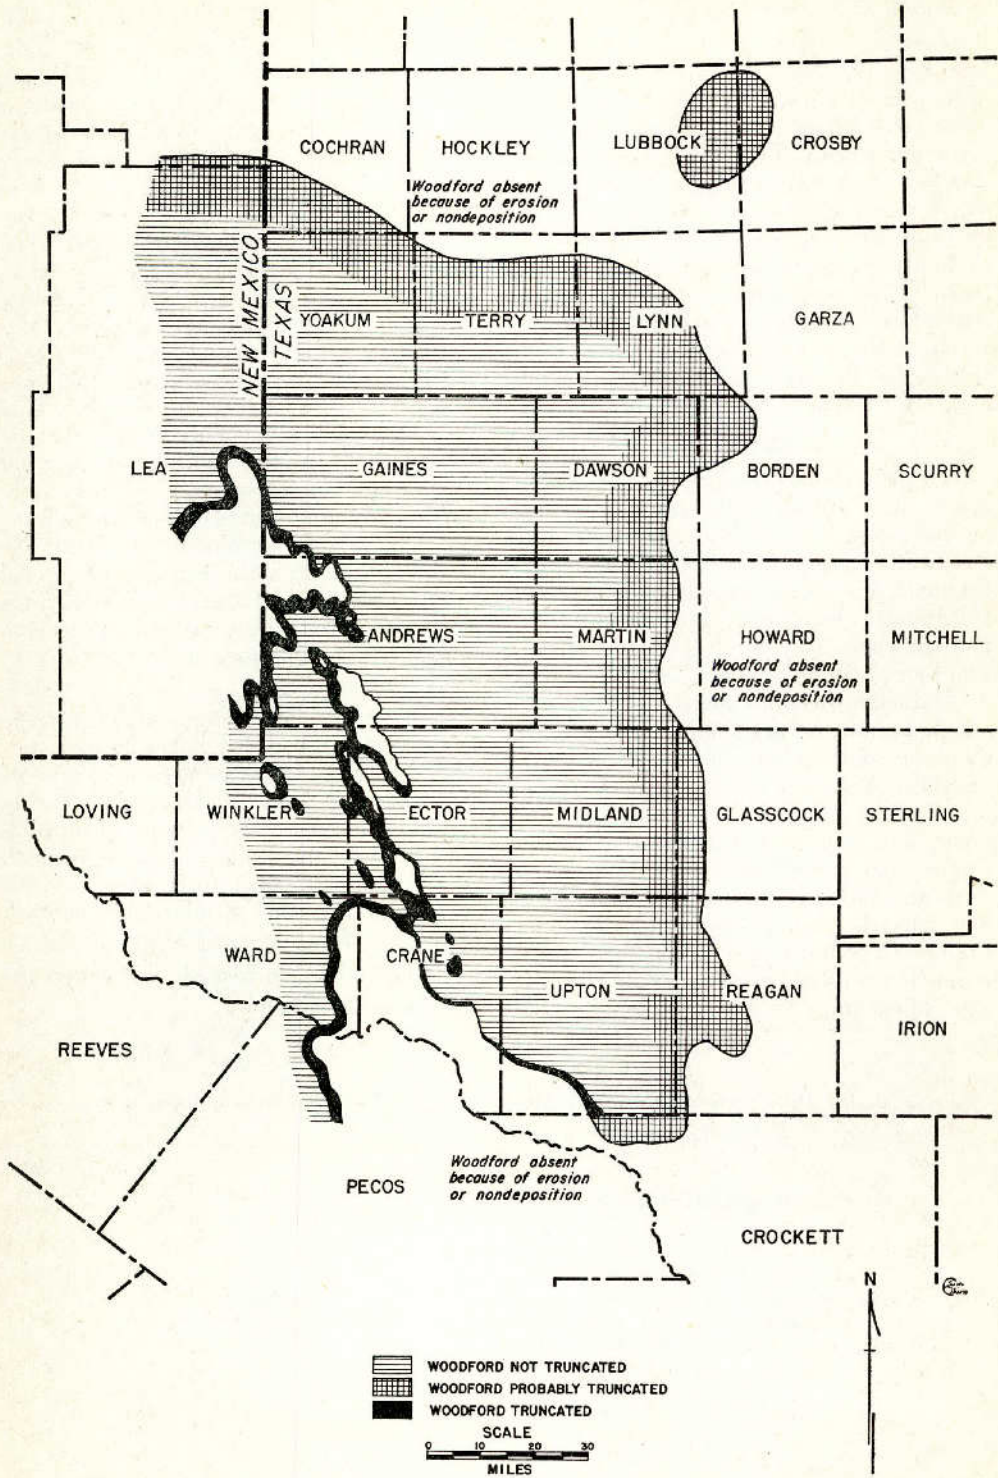 COCHRAN
HOCKLEY
LUBBOCK
CROSBY
Woodford absent
because of erosion
or nondeposition
NEW MEXICO
TEXAS
YOAKUM
TERRY
LYNN
GARZA
LEA
GAINES
DAWSON
BORDEN
SCURRY
ANDREWS
MARTIN
HOWARD
MITCHELL
Woodford absent
because of erosion
or nondeposition
LOVING
WINKLER
ECTOR
MIDLAND
GLASSCOCK
STERLING
WARD
CRANE
UPTON
REAGAN
IRION
REEVES
Woodford absent
because of erosion
or nondeposition
PECOS
CROCKETT
N
WOODFORD NOT TRUNCATED
WOODFORD PROBABLY TRUNCATED
WOODFORD TRUNCATED
SCALE
0 10 20 30
MILES